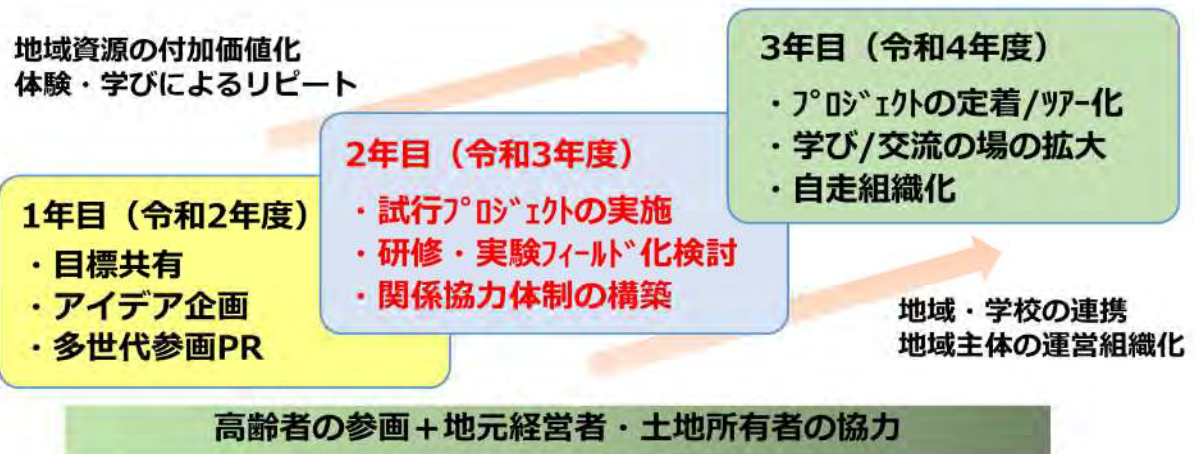 地域資源の付加価値化
体験・学びによるリピート
1年目（令和2年度）
・目標共有
・アイデア企画
・多世代参画PR
2年目（令和3年度）
・試行ﾌﾟﾛｼﾞｪｸﾄの実施
・研修・実験ﾌｨｰﾙﾄﾞ化検討
・関係協力体制の構築
3年目（令和4年度）
・ﾌﾟﾛｼﾞｪｸﾄの定着/ﾂｱｰ化
・学び/交流の場の拡大
・自走組織化
地域・学校の連携
地域主体の運営組織化
高齢者の参画＋地元経営者・土地所有者の協力